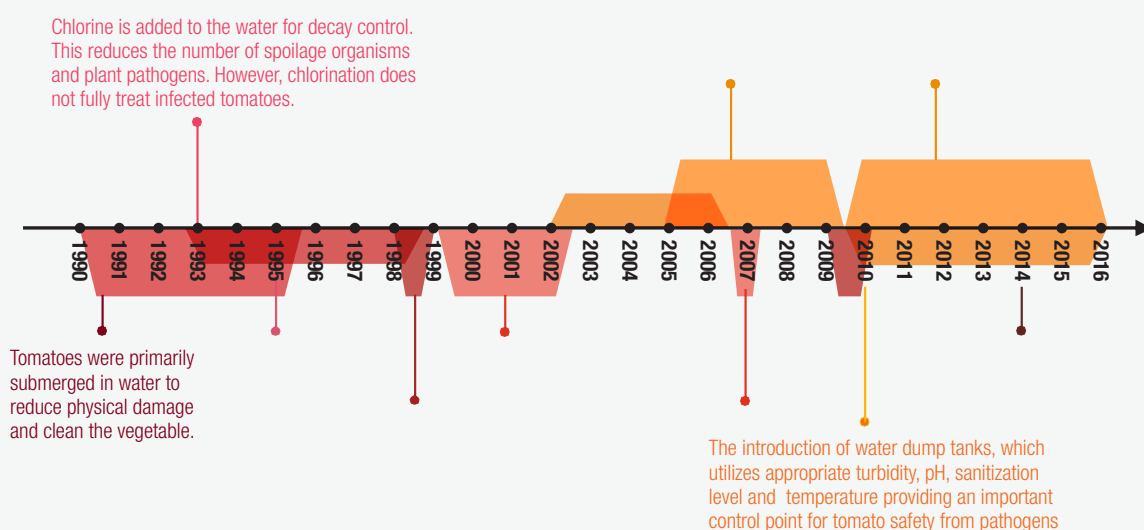 Chlorine is added to the water for decay control.
This reduces the number of spoilage organisms
and plant pathogens. However, chlorination does
not fully treat infected tomatoes.
1990
1991
1992
1993
1994
1995
1996
1997
1998
1999
2000
2001
2002
2003
2004
2005
2006
2007
2008
2009
2010
2011
2012
2013
2014
2015
2016
Tomatoes were primarily
submerged in water to
reduce physical damage
and clean the vegetable.
The introduction of water dump tanks, which
utilizes appropriate turbidity, pH, sanitization
level and temperature providing an important
control point for tomato safety from pathogens